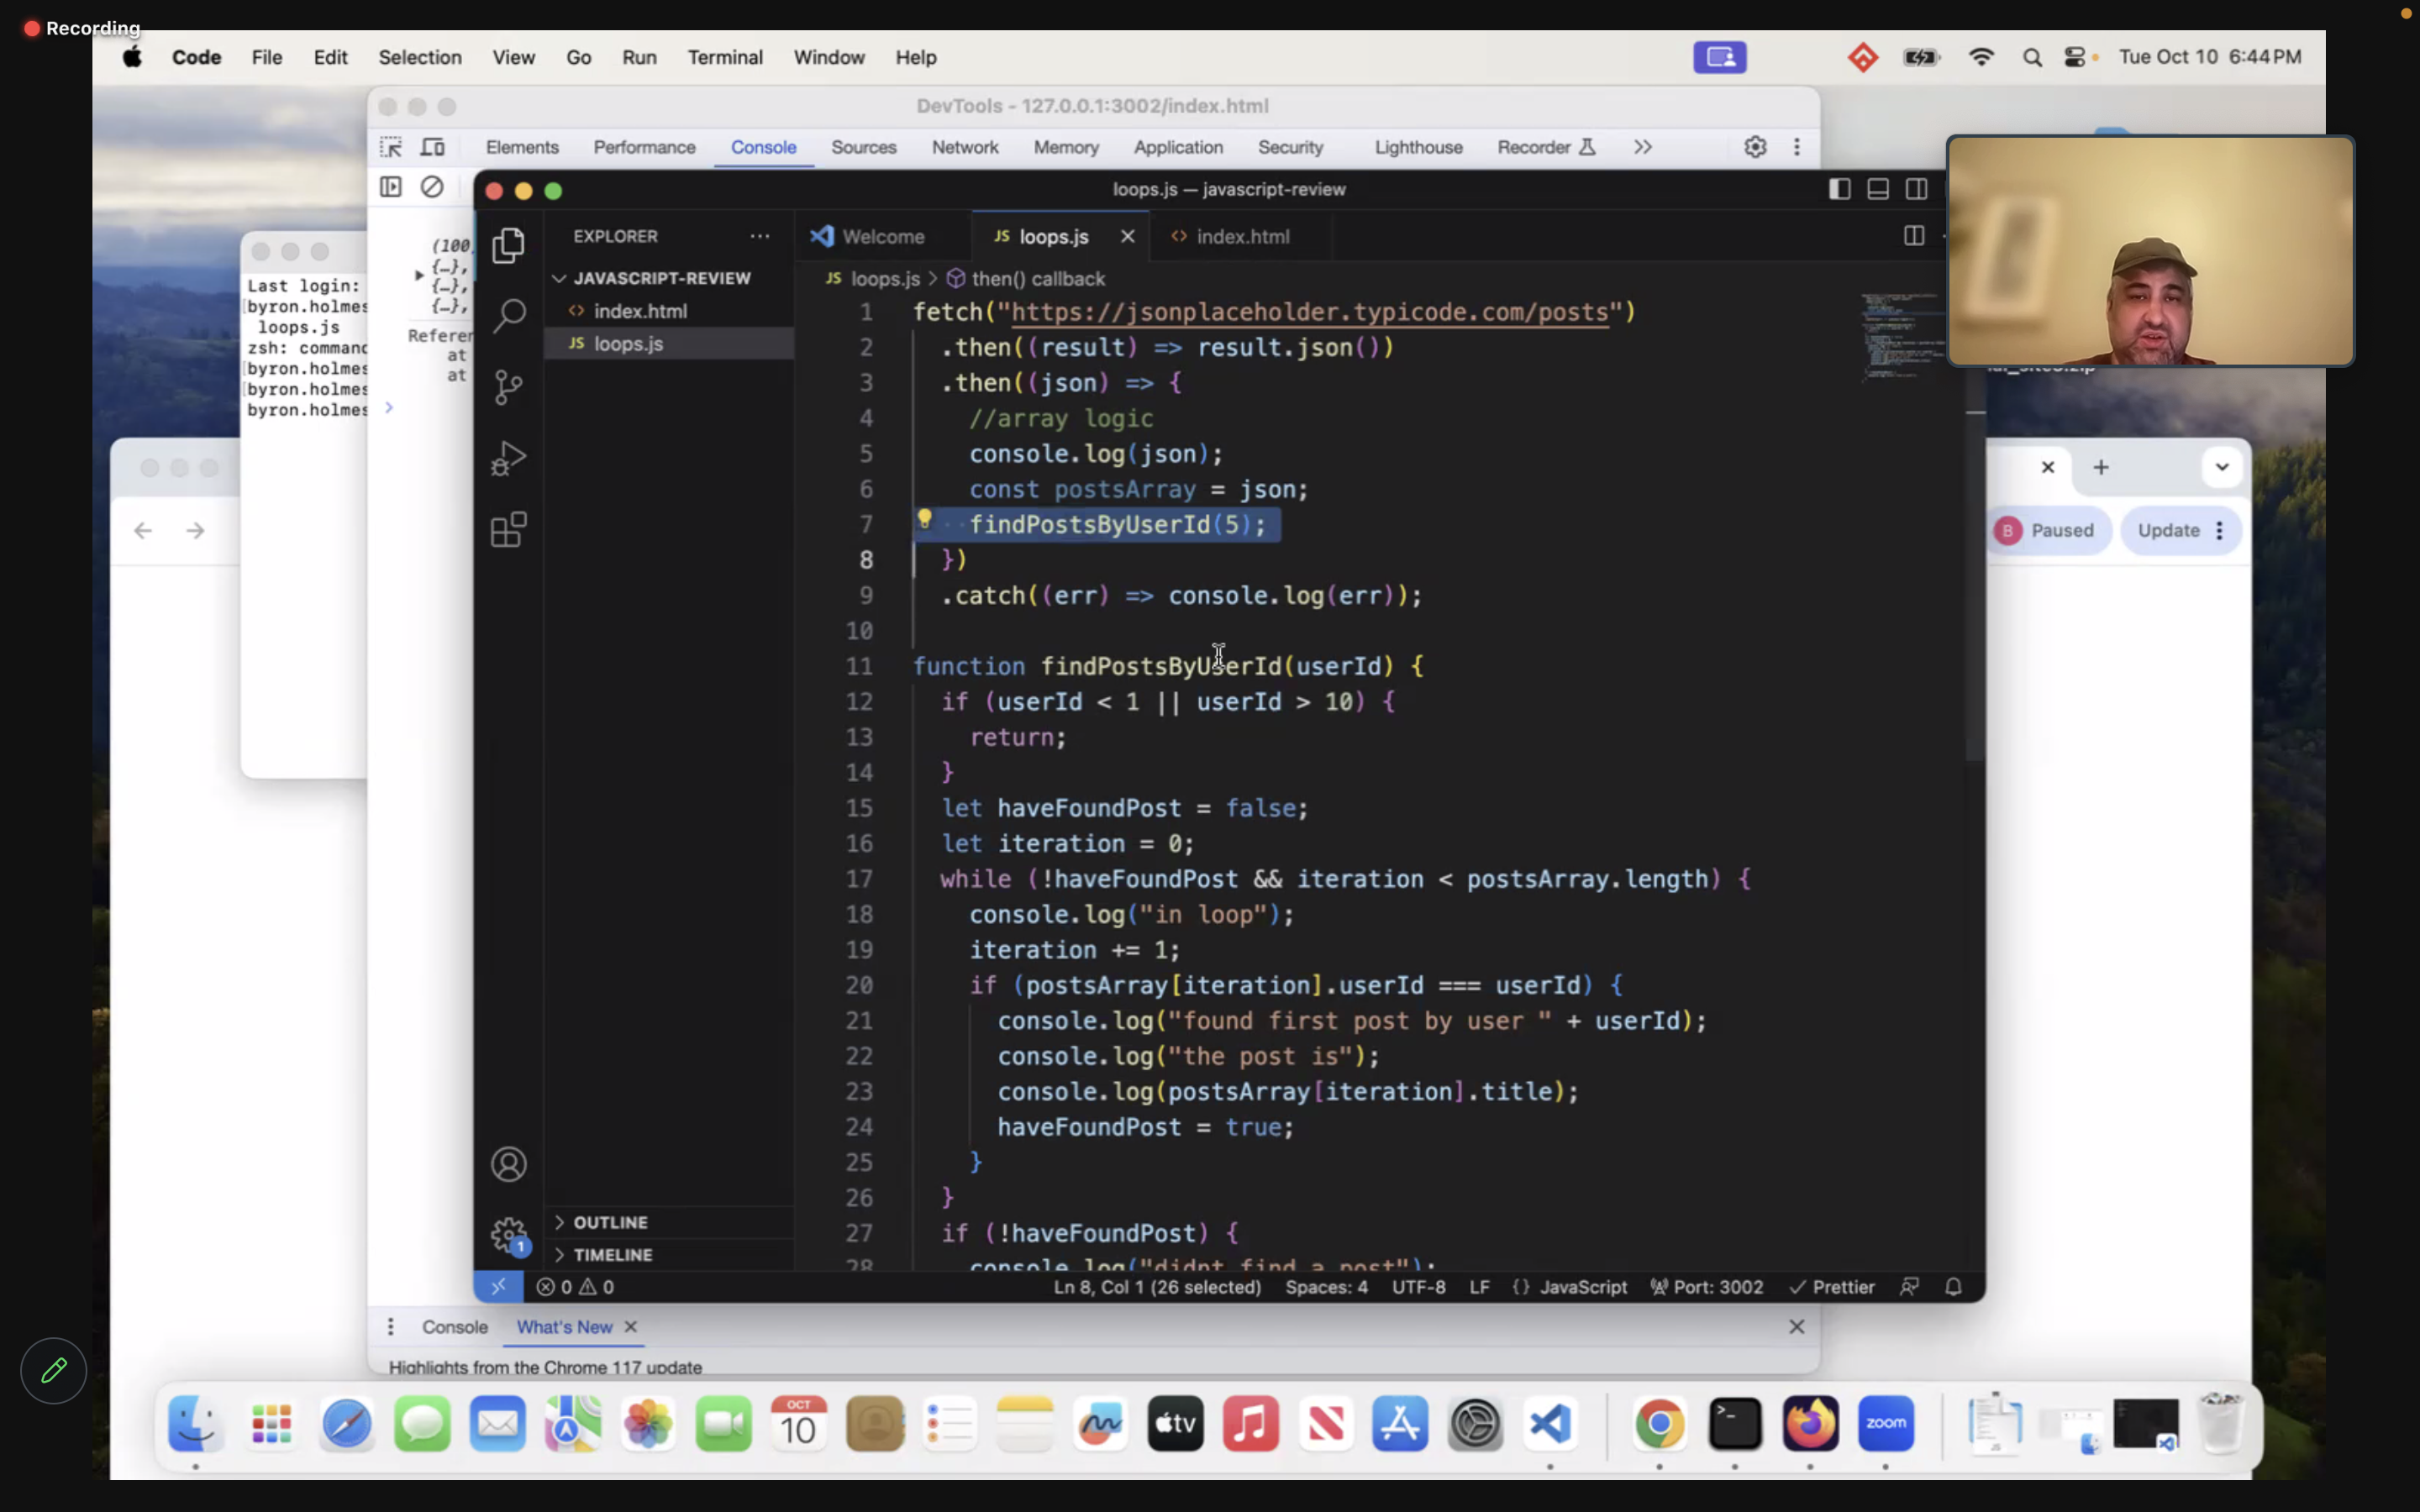 Recording
Code File Edit Selection View Go Run Terminal Window Help
Tue Oct 10 6:44 PM
DevTools - 127.0.0.1:3002/index.html
Elements Performance Console Sources Network Memory Application Security Lighthouse Recorder
loops.js — javascript-review
(100
{…},
{…},
{…},
Referer
at
at
Last login:
[byron.holmes
loops.js
zsh: command
[byron.holmes
[byron.holmes
byron.holmes
EXPLORER
JAVASCRIPT-REVIEW
index.html
JS loops.js
OUTLINE
TIMELINE
Welcome JS loops.js index.html
JS loops.js > then() callback
1 fetch("https://jsonplaceholder.typicode.com/posts")
2 .then((result) => result.json())
3 .then((json) => {
4 //array logic
5 console.log(json);
6 const postsArray = json;
7 findPostsByUserId(5);
8 })
9 .catch((err) => console.log(err));
10
11 function findPostsByUserId(userId) {
12 if (userId < 1 || userId > 10) {
13 return;
14 }
15 let haveFoundPost = false;
16 let iteration = 0;
17 while (!haveFoundPost && iteration < postsArray.length) {
18 console.log("in loop");
19 iteration += 1;
20 if (postsArray[iteration].userId === userId) {
21 console.log("found first post by user " + userId);
22 console.log("the post is");
23 console.log(postsArray[iteration].title);
24 haveFoundPost = true;
25 }
26 }
27 if (!haveFoundPost) {
28 console.log("didnt find a post");
1
0 0 Ln 8, Col 1 (26 selected) Spaces: 4 UTF-8 LF {} JavaScript Port: 3002 Prettier
B Paused Update
Console What's New
Highlights from the Chrome 117 update
OCT
10
tv
zoom